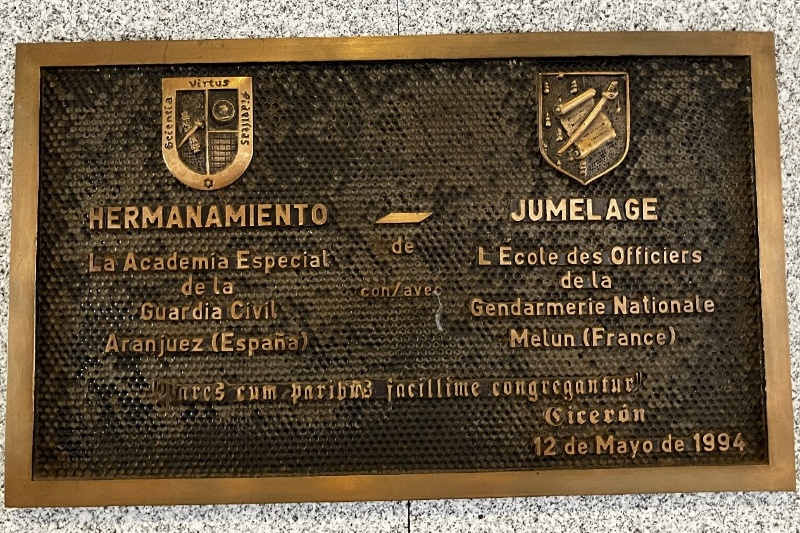 Scientia Virtus Fidelitas
HERMANAMIENTO
de
La Academia Especial
de la
Guardia Civil
Aranjuez (España)
con/avec
JUMELAGE
L'Ecole des Officiers
de la
Gendarmerie Nationale
Melun (France)
"Pares cum paribus facillime congregantur"
Cicerón
12 de Mayo de 1994